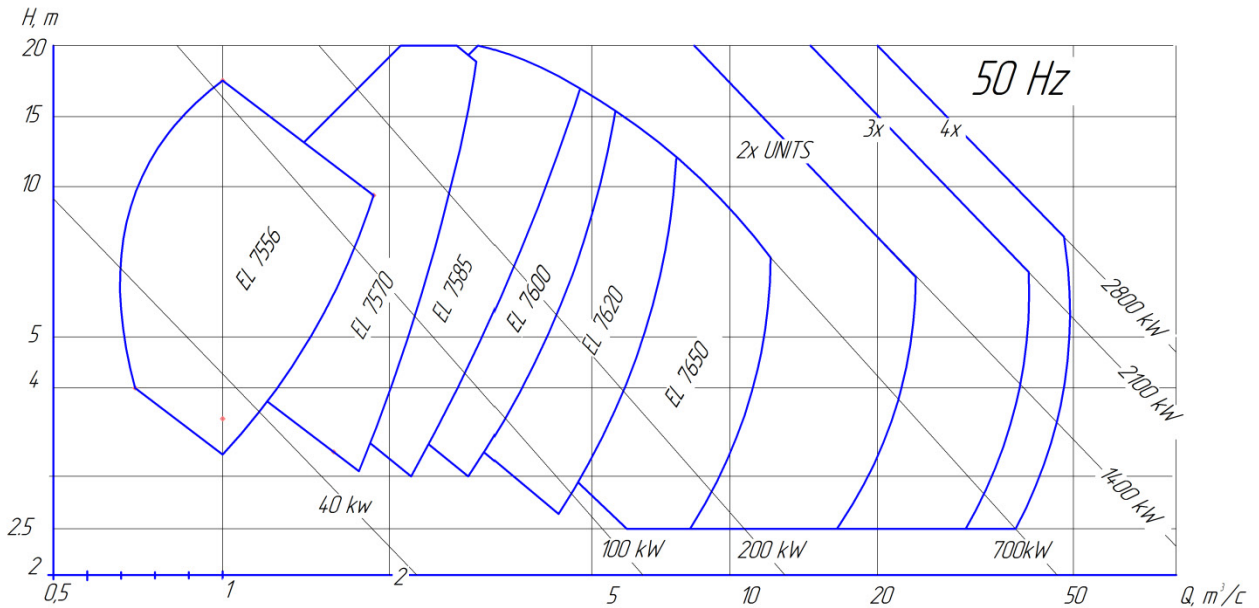 H, m
20
50 Hz
15
3x
4x
2x UNITS
10
EL 7556
EL 7570
EL 7585
EL 7600
EL 7620
EL 7650
2800 kW
5
2100 kW
4
1400 kW
40 kw
2.5
100 kW
200 kW
700kW
2
0,5
1
2
5
10
20
50
Q, m³/c